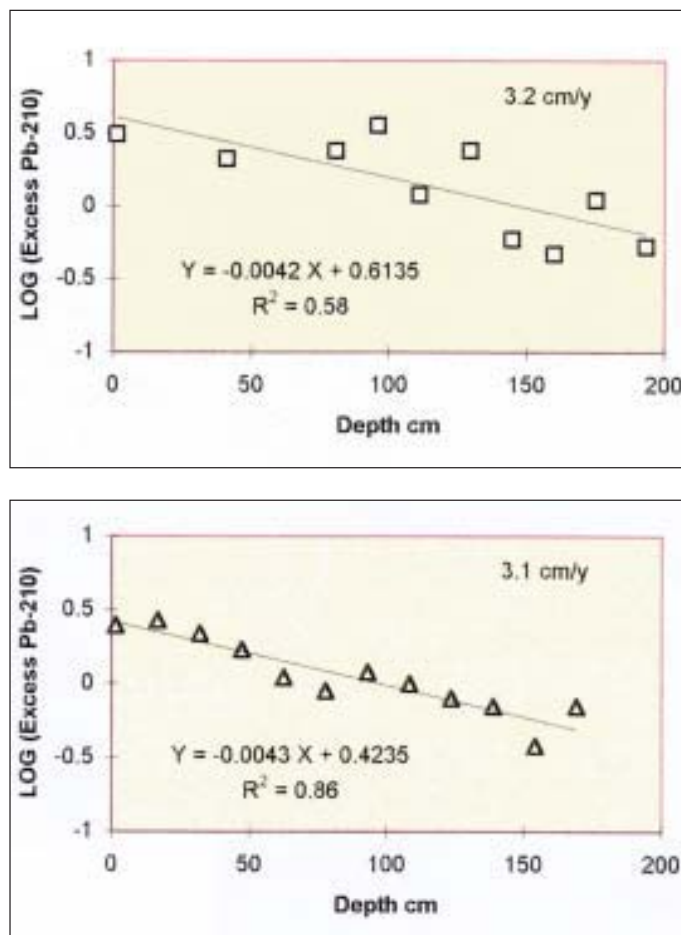 1
0.5
0
-0.5
-1
LOG (Excess Pb-210)
3.2 cm/y
Y = -0.0042 X + 0.6135
R² = 0.58
0 50 100 150 200
Depth cm
1
0.5
0
-0.5
-1
LOG (Excess Pb-210)
3.1 cm/y
Y = -0.0043 X + 0.4235
R² = 0.86
0 50 100 150 200
Depth cm